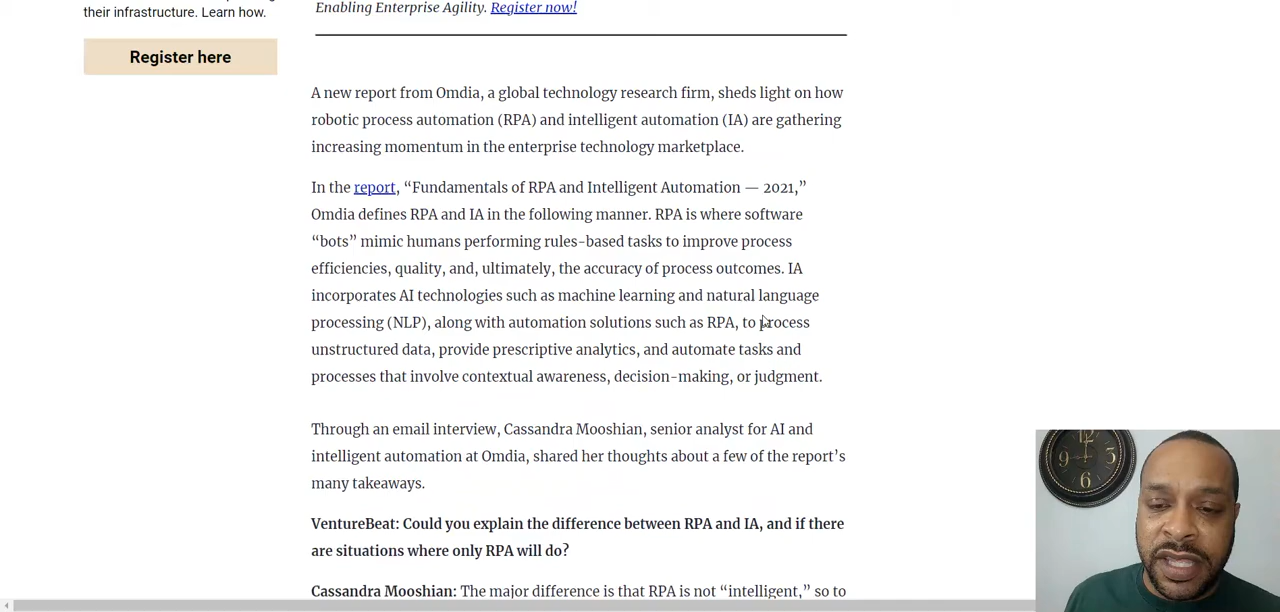 their infrastructure. Learn how.
Register here
Enabling Enterprise Agility. Register now!
A new report from Omdia, a global technology research firm, sheds light on how
robotic process automation (RPA) and intelligent automation (IA) are gathering
increasing momentum in the enterprise technology marketplace.
In the report, “Fundamentals of RPA and Intelligent Automation — 2021,”
Omdia defines RPA and IA in the following manner. RPA is where software
“bots” mimic humans performing rules-based tasks to improve process
efficiencies, quality, and, ultimately, the accuracy of process outcomes. IA
incorporates AI technologies such as machine learning and natural language
processing (NLP), along with automation solutions such as RPA, to process
unstructured data, provide prescriptive analytics, and automate tasks and
processes that involve contextual awareness, decision-making, or judgment.
Through an email interview, Cassandra Mooshian, senior analyst for AI and
intelligent automation at Omdia, shared her thoughts about a few of the report’s
many takeaways.
VentureBeat: Could you explain the difference between RPA and IA, and if there
are situations where only RPA will do?
Cassandra Mooshian: The major difference is that RPA is not “intelligent,” so to
12
9
3
6